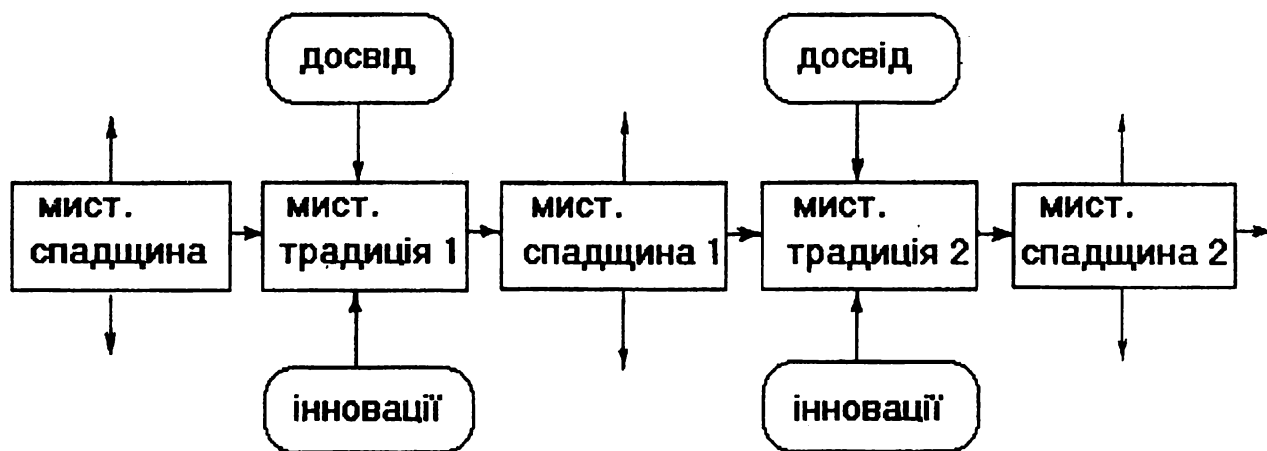 досвід
досвід
мист.
спадщина
мист.
традиція 1
мист.
спадщина 1
мист.
традиція 2
мист.
спадщина 2
інновації
інновації